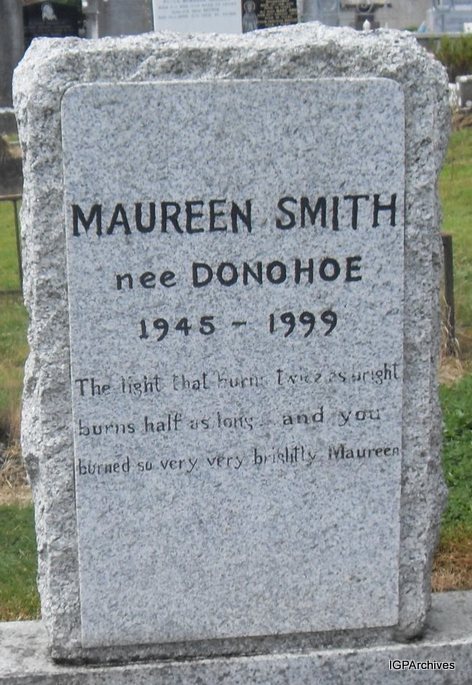 MAUREEN SMITH
nee DONOHOE
1945 - 1999
The light that burns twice as bright
burns half as long... and you
burned so very very brightly Maureen
IGPArchives